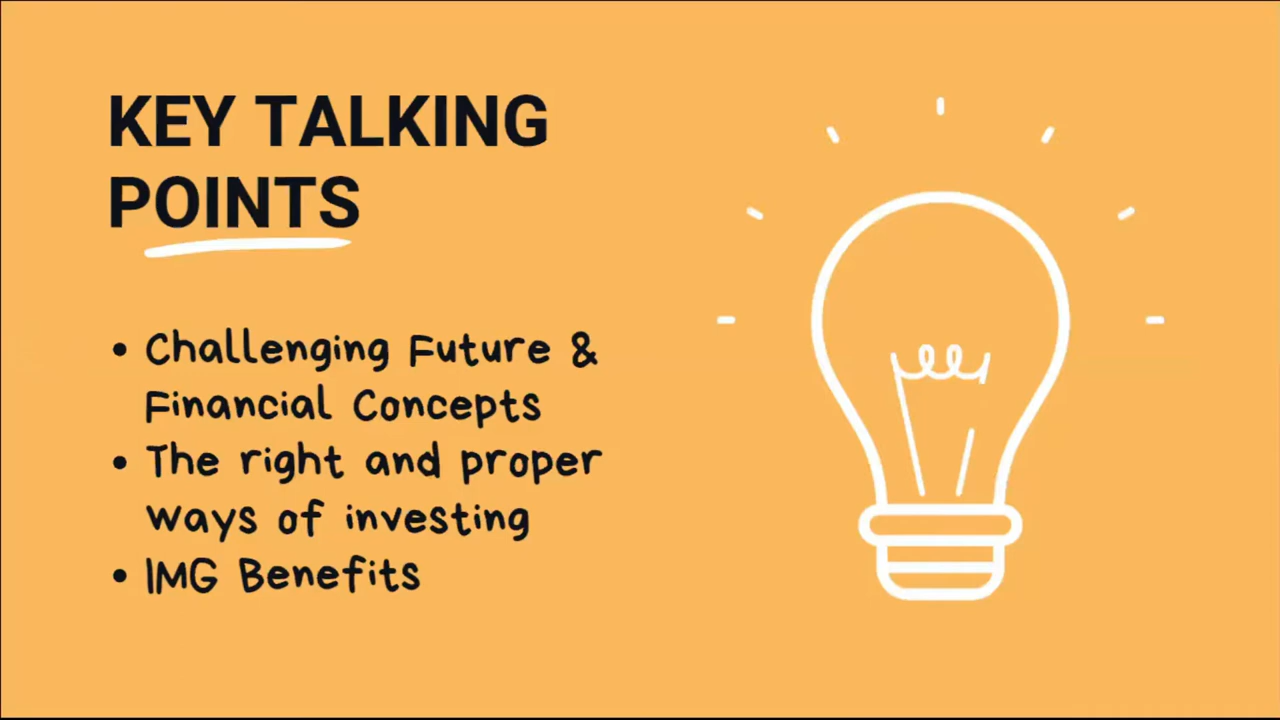 KEY TALKING
POINTS
• Challenging Future &
Financial Concepts
• The right and proper
ways of investing
• IMG Benefits